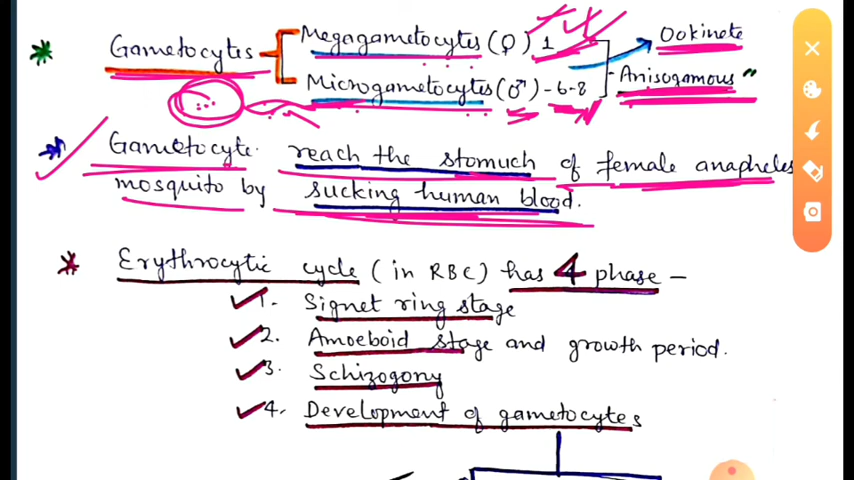 Gametocytes Megagametocytes (♀) 1 Ookinete
Microgametocytes (♂) - 6-8 Anisogamous
Gametocyte reach the stomuch of female anapheles
mosquito by sucking human blood.
Erythrocytic cycle (in RBC) has 4 phase -
1. Signet ring stage
2. Amoeboid stage and growth period.
3. Schizogony
4. Development of gametocytes